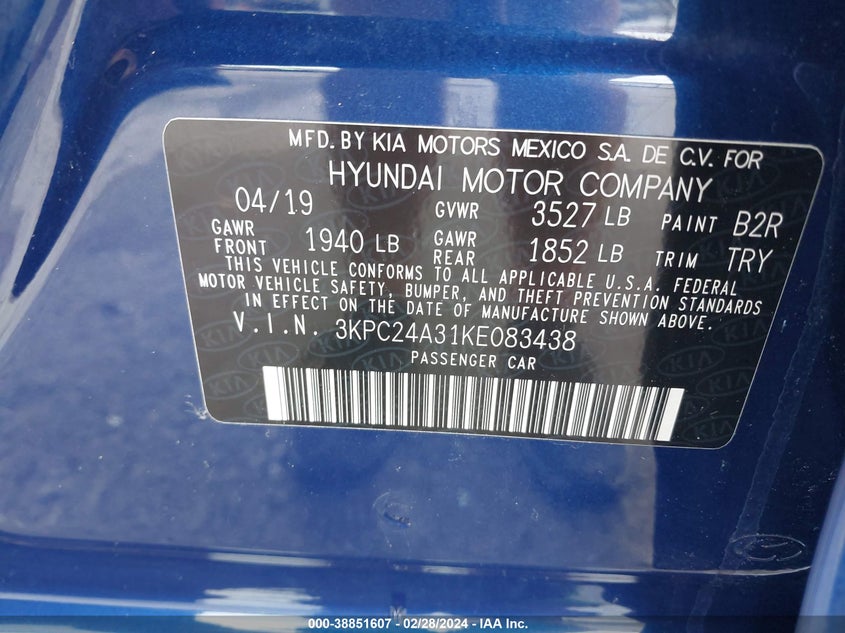 MFD. BY KIA MOTORS MEXICO S.A. DE C.V. FOR
HYUNDAI MOTOR COMPANY
04/19 GVWR 3527 LB PAINT B2R
GAWR FRONT 1940 LB GAWR REAR 1852 LB TRIM TRY
THIS VEHICLE CONFORMS TO ALL APPLICABLE U.S.A. FEDERAL
MOTOR VEHICLE SAFETY, BUMPER, AND THEFT PREVENTION STANDARDS
IN EFFECT ON THE DATE OF MANUFACTURE SHOWN ABOVE.
V.I.N. 3KPC24A31KE083438
PASSENGER CAR
000-38851607 - 02/28/2024 - IAA Inc.